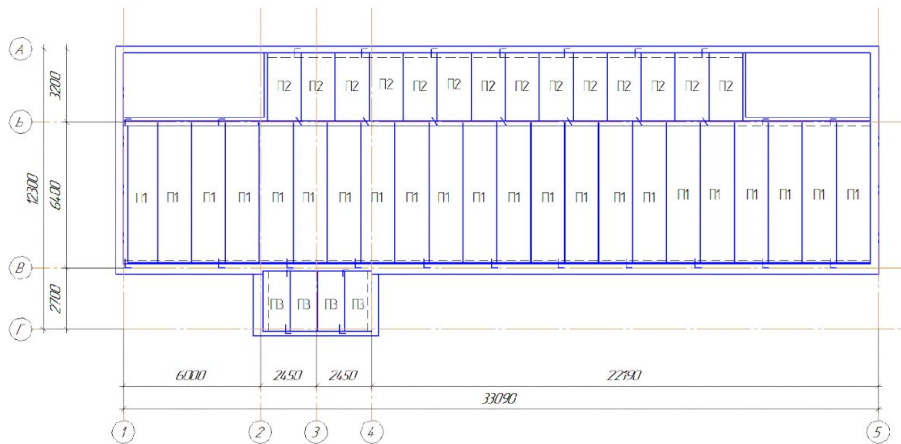 А
П2 П2 П2 П2 П2 П2 П2 П2 П2 П2 П2 П2 П2 П2
3200
Б
12300
6400
П1 П1 П1 П1 П1 П1 П1 П1 П1 П1 П1 П1 П1 П1 П1 П1 П1 П1 П1 П1 П1 П1
В
2700
П3 П3 П3 П3
Г
6000 2450 2450 22190
33090
1 2 3 4 5